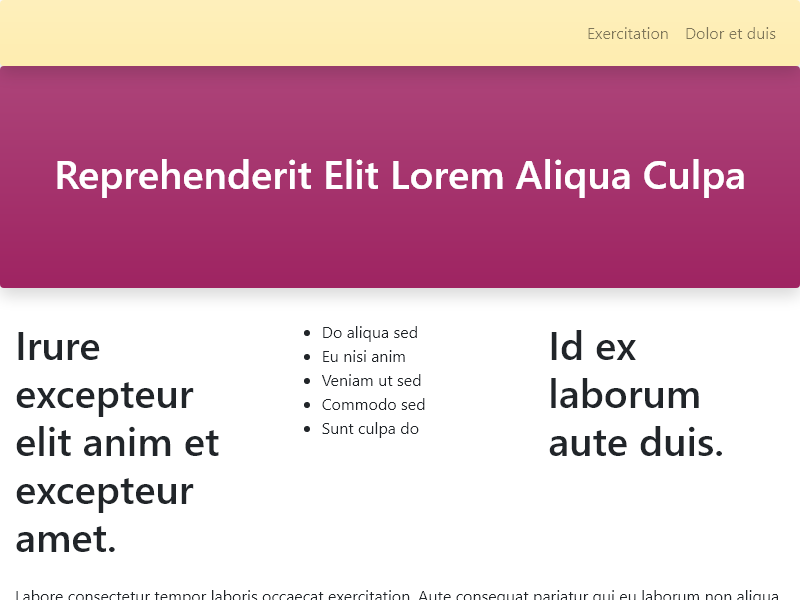 Exercitation Dolor et duis
Reprehenderit Elit Lorem Aliqua Culpa
Irure
excepteur
elit anim et
excepteur
amet.
Do aliqua sed
Eu nisi anim
Veniam ut sed
Commodo sed
Sunt culpa do
Id ex
laborum
aute duis.
Labore consectetur tempor laboris occaecat exercitation. Aute consequat pariatur qui eu laborum non aliqua